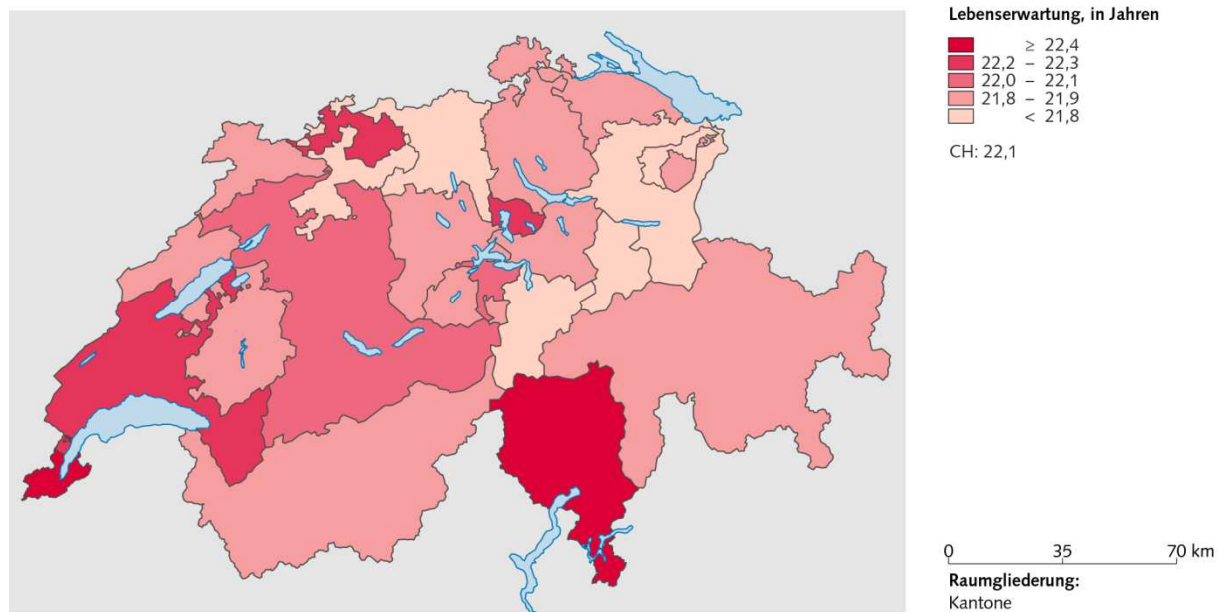 Lebenserwartung, in Jahren
≥ 22,4
22,2 – 22,3
22,0 – 22,1
21,8 – 21,9
< 21,8
CH: 22,1
0 35 70 km
Raumgliederung:
Kantone